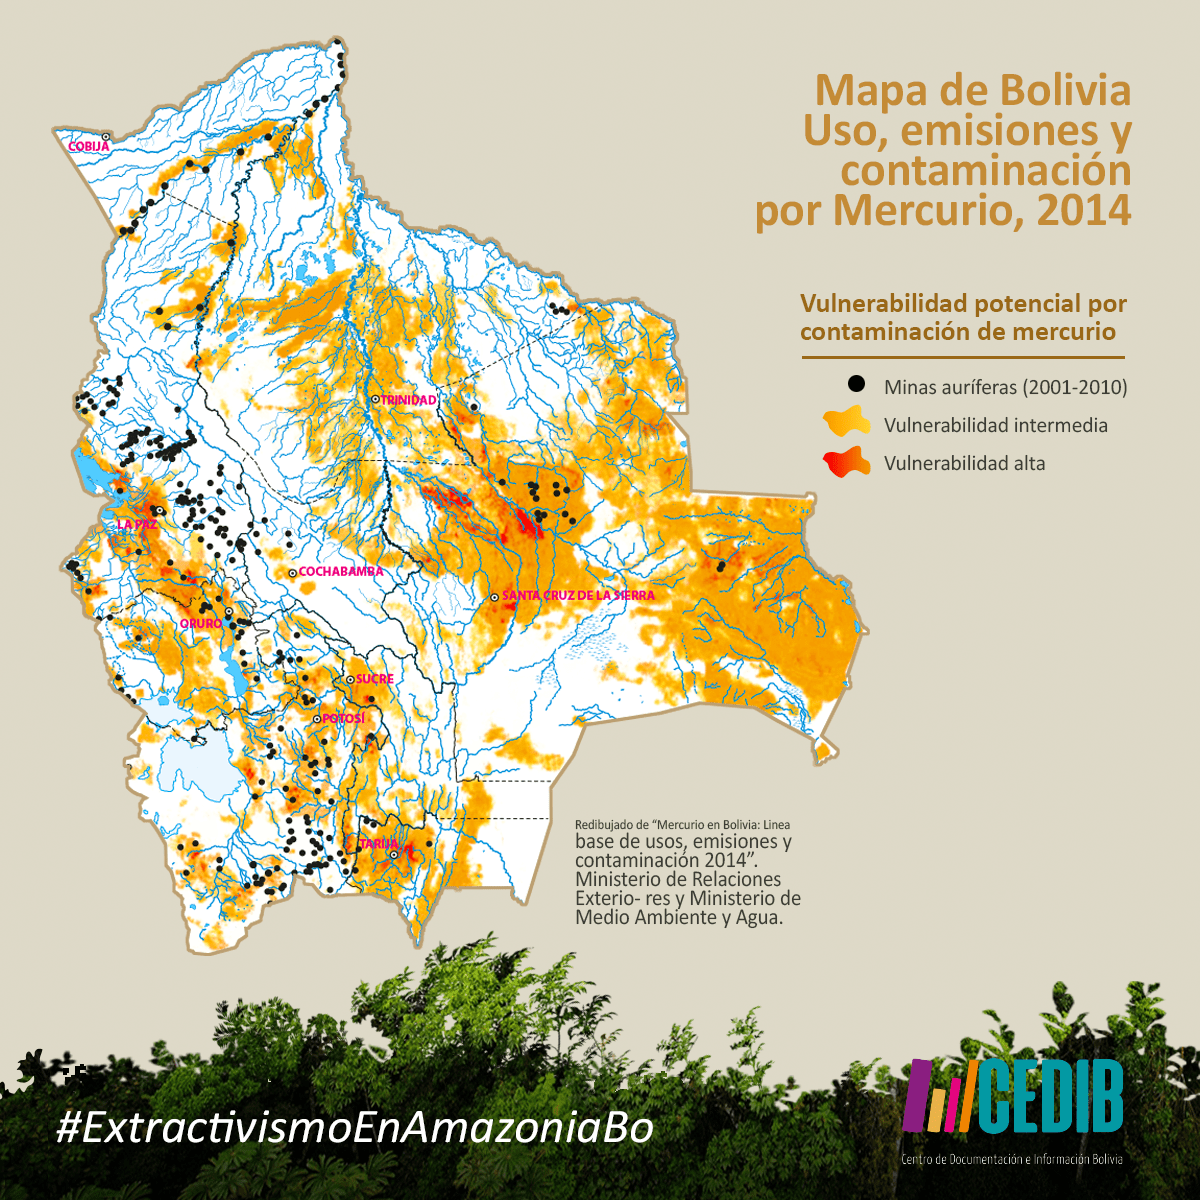 Mapa de Bolivia
Uso, emisiones y
contaminación
por Mercurio, 2014
Vulnerabilidad potencial por
contaminación de mercurio
Minas auríferas (2001-2010)
Vulnerabilidad intermedia
Vulnerabilidad alta
COBIJA
TRINIDAD
LA PAZ
COCHABAMBA
SANTA CRUZ DE LA SIERRA
ORURO
SUCRE
POTOSÍ
TARIJA
Redibujado de “Mercurio en Bolivia: Linea
base de usos, emisiones y
contaminación 2014”.
Ministerio de Relaciones
Exterio- res y Ministerio de
Medio Ambiente y Agua.
#ExtractivismoEnAmazoniaBo
CEDIB
Centro de Documentación e Información Bolivia